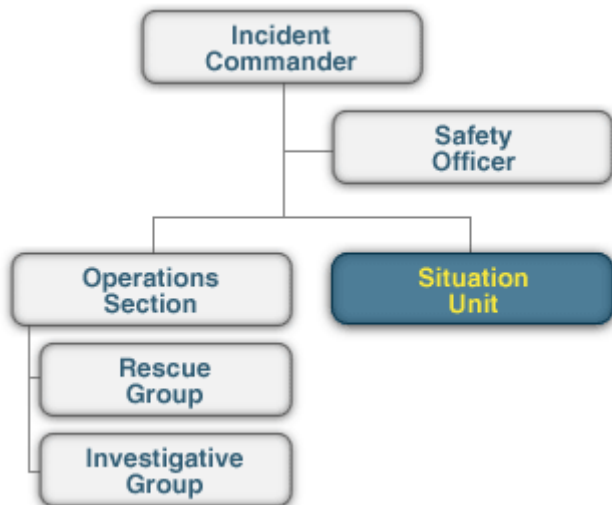 Incident
Commander
Safety
Officer
Operations
Section
Situation
Unit
Rescue
Group
Investigative
Group